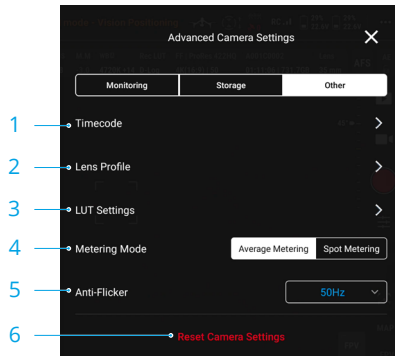 Advanced Camera Settings
Monitoring Storage Other
1 Timecode
2 Lens Profile
3 LUT Settings
4 Metering Mode Average Metering Spot Metering
5 Anti-Flicker 50Hz
6 Reset Camera Settings